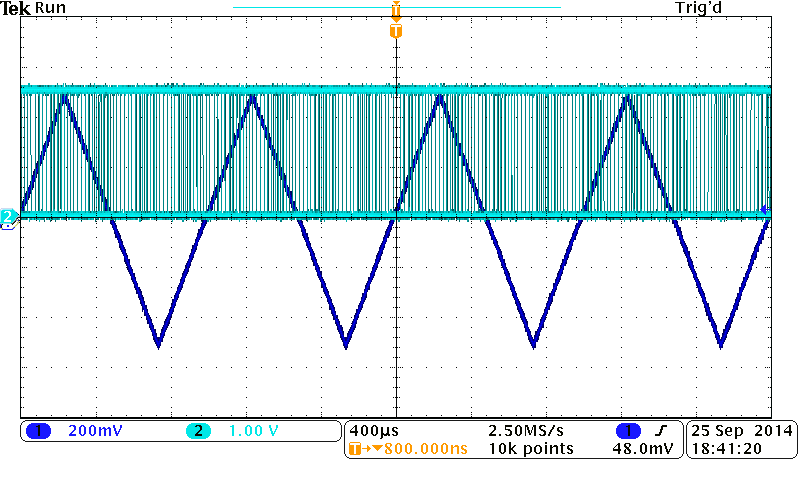 Tek Run Trig'd
T
T
2
1 200mV 2 1.00 V
400µs 2.50MS/s 1
T→▼800.000ns 10k points 48.0mV
25 Sep 2014
18:41:20